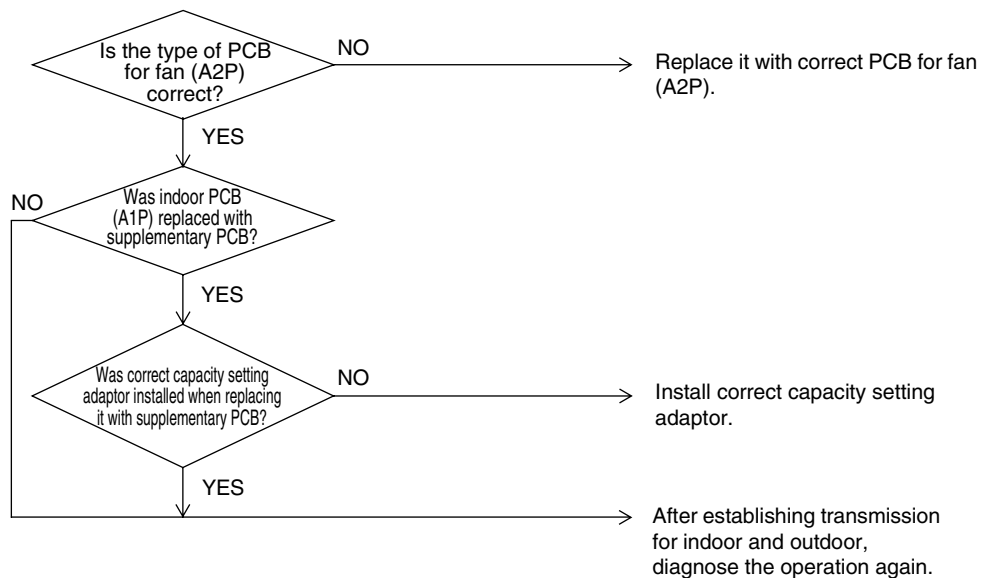 Is the type of PCB
for fan (A2P)
correct?
NO
Replace it with correct PCB for fan
(A2P).
YES
NO
Was indoor PCB
(A1P) replaced with
supplementary PCB?
YES
Was correct capacity setting
adaptor installed when replacing
it with supplementary PCB?
NO
Install correct capacity setting
adaptor.
YES
After establishing transmission
for indoor and outdoor,
diagnose the operation again.